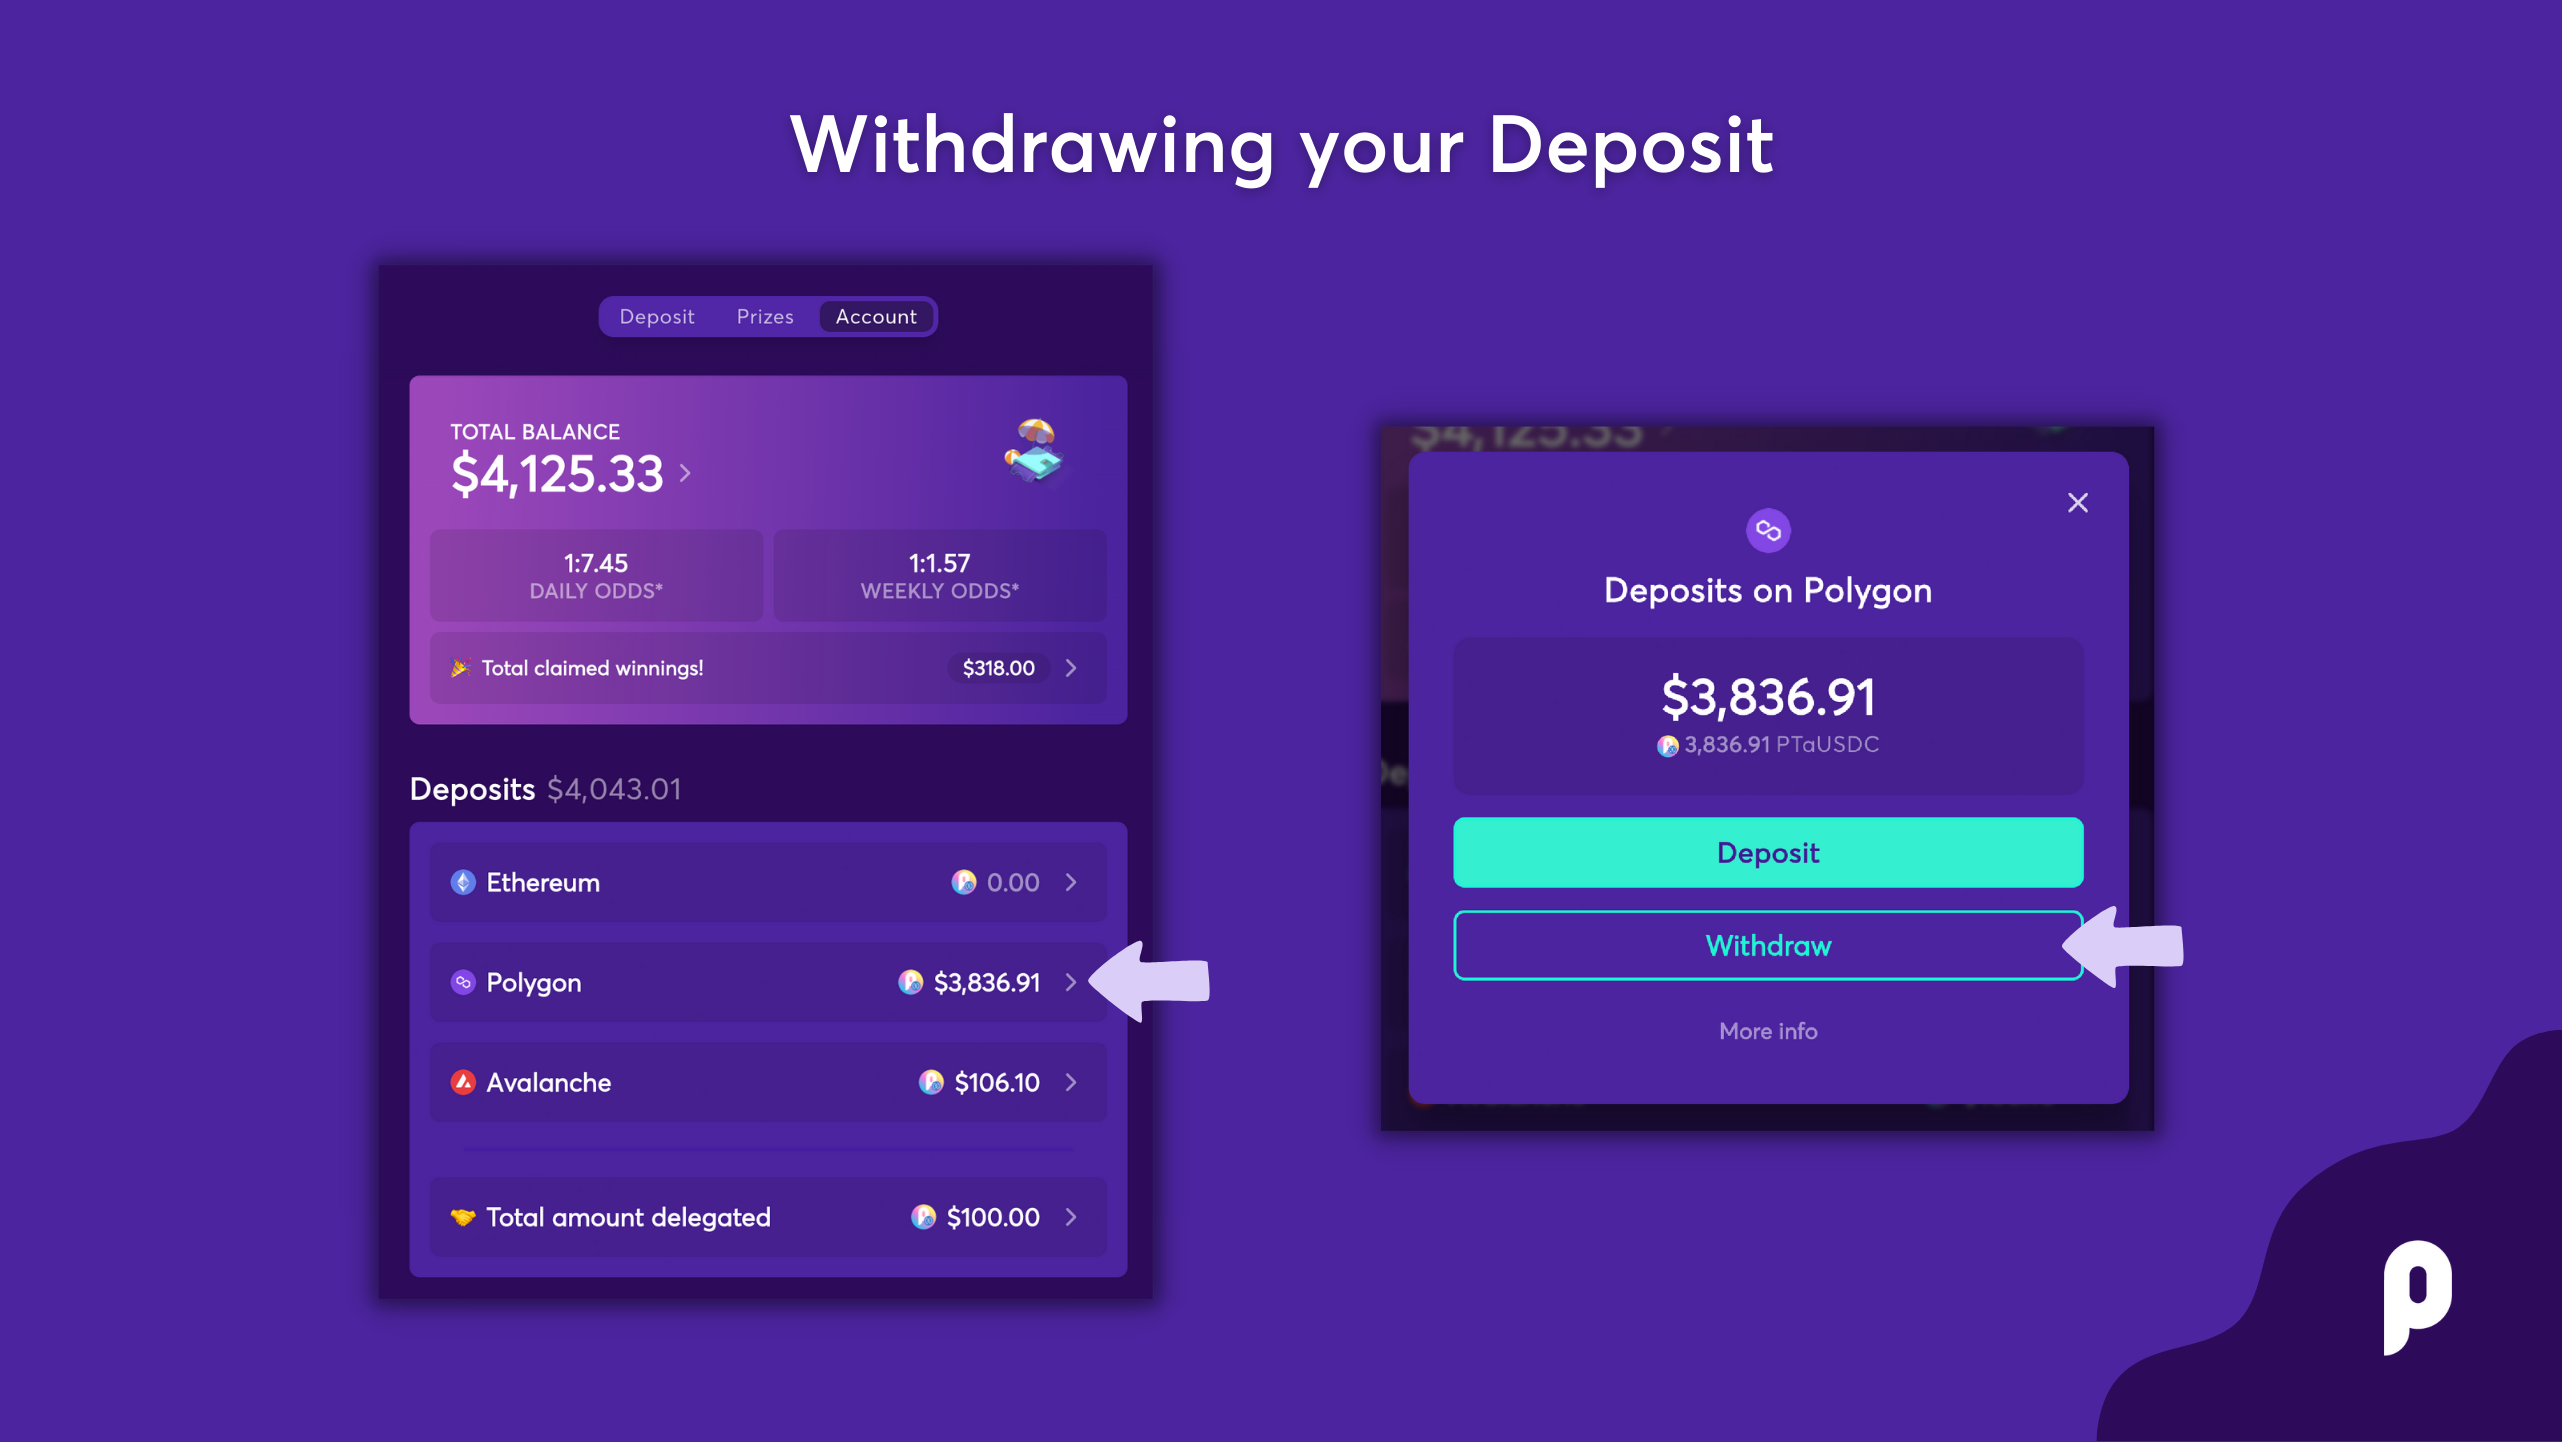 Withdrawing your Deposit
Deposit Prizes Account
TOTAL BALANCE
$4,125.33
1:7.45
DAILY ODDS*
1:1.57
WEEKLY ODDS*
Total claimed winnings! $318.00
Deposits $4,043.01
Ethereum 0.00
Polygon $3,836.91
Avalanche $106.10
Total amount delegated $100.00
$4,125.33
Deposits on Polygon
$3,836.91
3,836.91 PTaUSDC
Deposit
Withdraw
More info